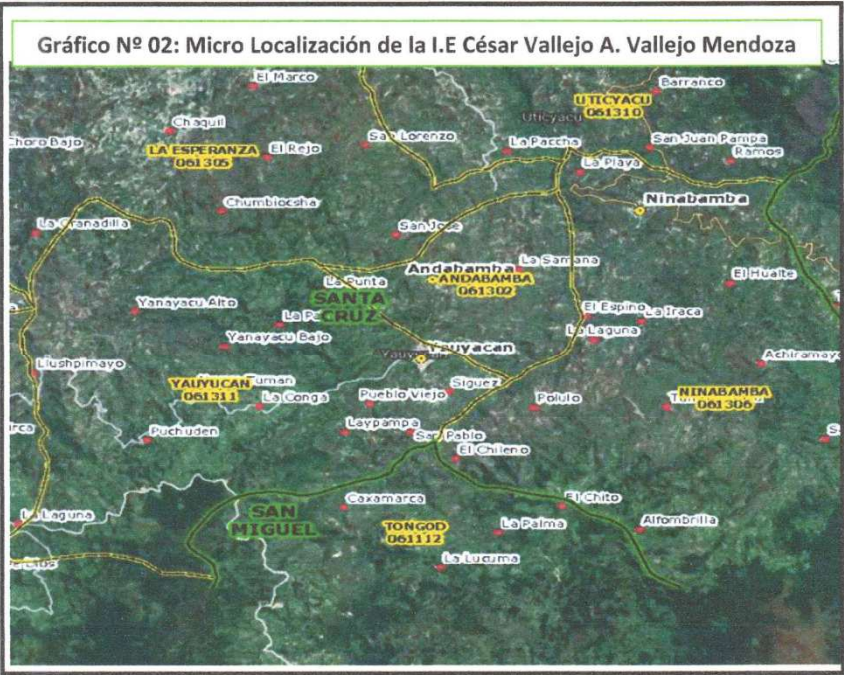 Gráfico Nº 02: Micro Localización de la I.E César Vallejo A. Vallejo Mendoza
El Marco
Barranco
UTICYACU
061310
Uticyacu
Chaquil
San Lorenzo
Choro Bajo
LA ESPERANZA
061305
El Rejo
La Paccha
San Juan Pampa
Ramos
La Playa
Chumbiocsha
Ninabamba
La Granadilla
San Jose
Andabamba
La Samana
ANDABAMBA
061302
El Hualte
La Punta
SANTA
CRUZ
Yanayacu Alto
El Espino
La Iraca
La Laguna
Yanayacu Bajo
Yauyucan
Achiramayo
Llushpimayo
YAUYUCAN
061311
Tuman
La Conga
Pueblo Viejo
Siguez
Polulo
NINABAMBA
061306
Puchuden
Laypampa
San Pablo
El Chileno
La Laguna
SAN
MIGUEL
Caxamarca
El Chito
TONGOD
061112
La Palma
Alfombrilla
La Lucuma